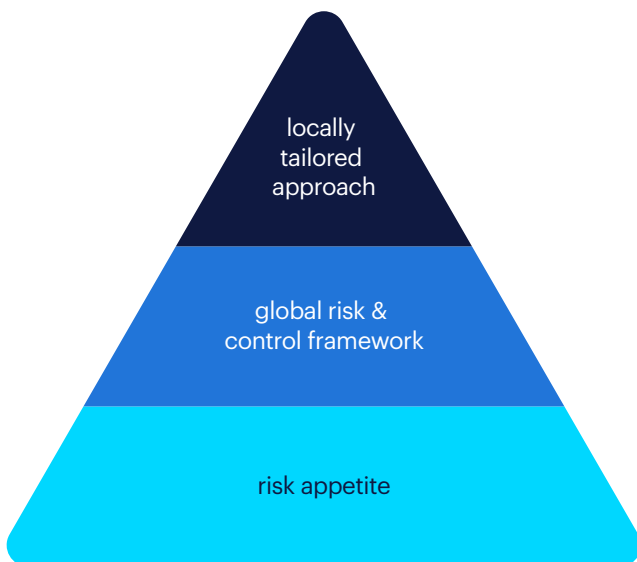 locally
tailored
approach
global risk &
control framework
risk appetite